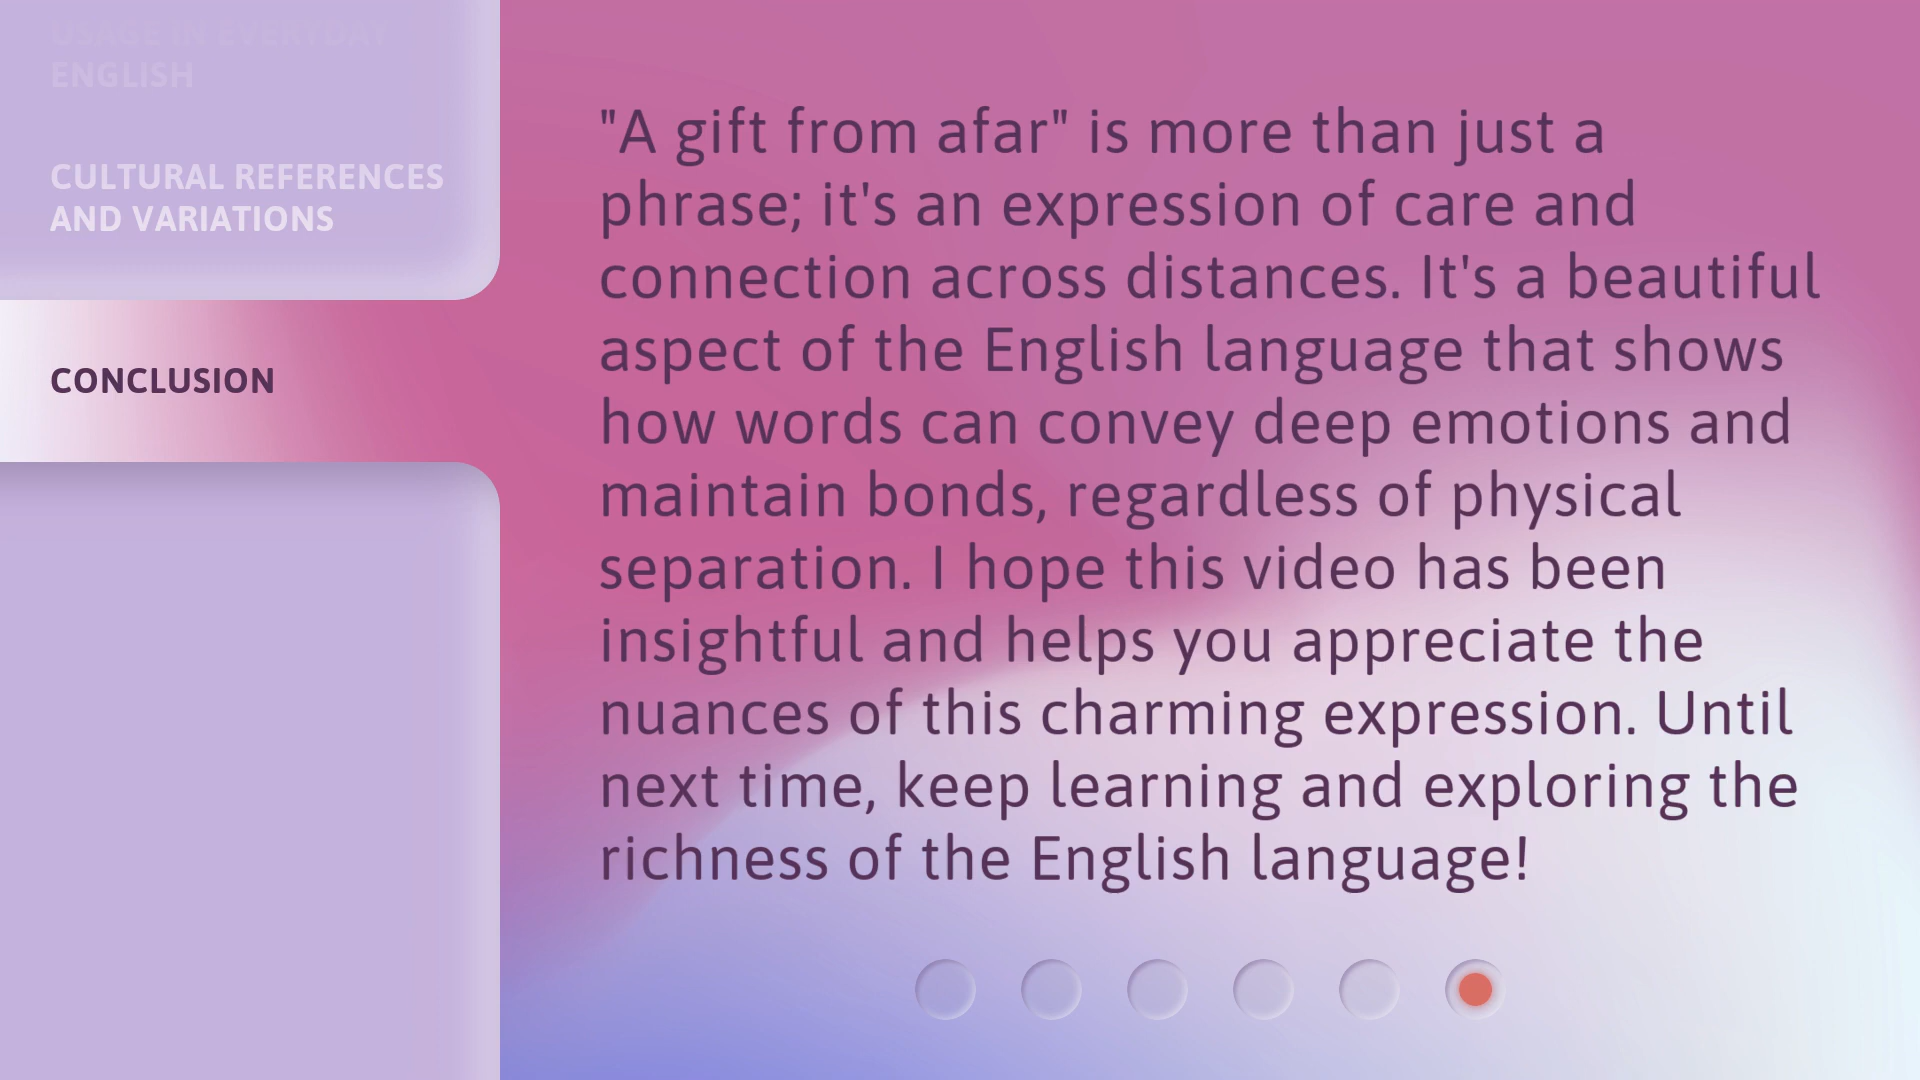 USAGE IN EVERYDAY
ENGLISH
CULTURAL REFERENCES
AND VARIATIONS
CONCLUSION
"A gift from afar" is more than just a
phrase; it's an expression of care and
connection across distances. It's a beautiful
aspect of the English language that shows
how words can convey deep emotions and
maintain bonds, regardless of physical
separation. I hope this video has been
insightful and helps you appreciate the
nuances of this charming expression. Until
next time, keep learning and exploring the
richness of the English language!